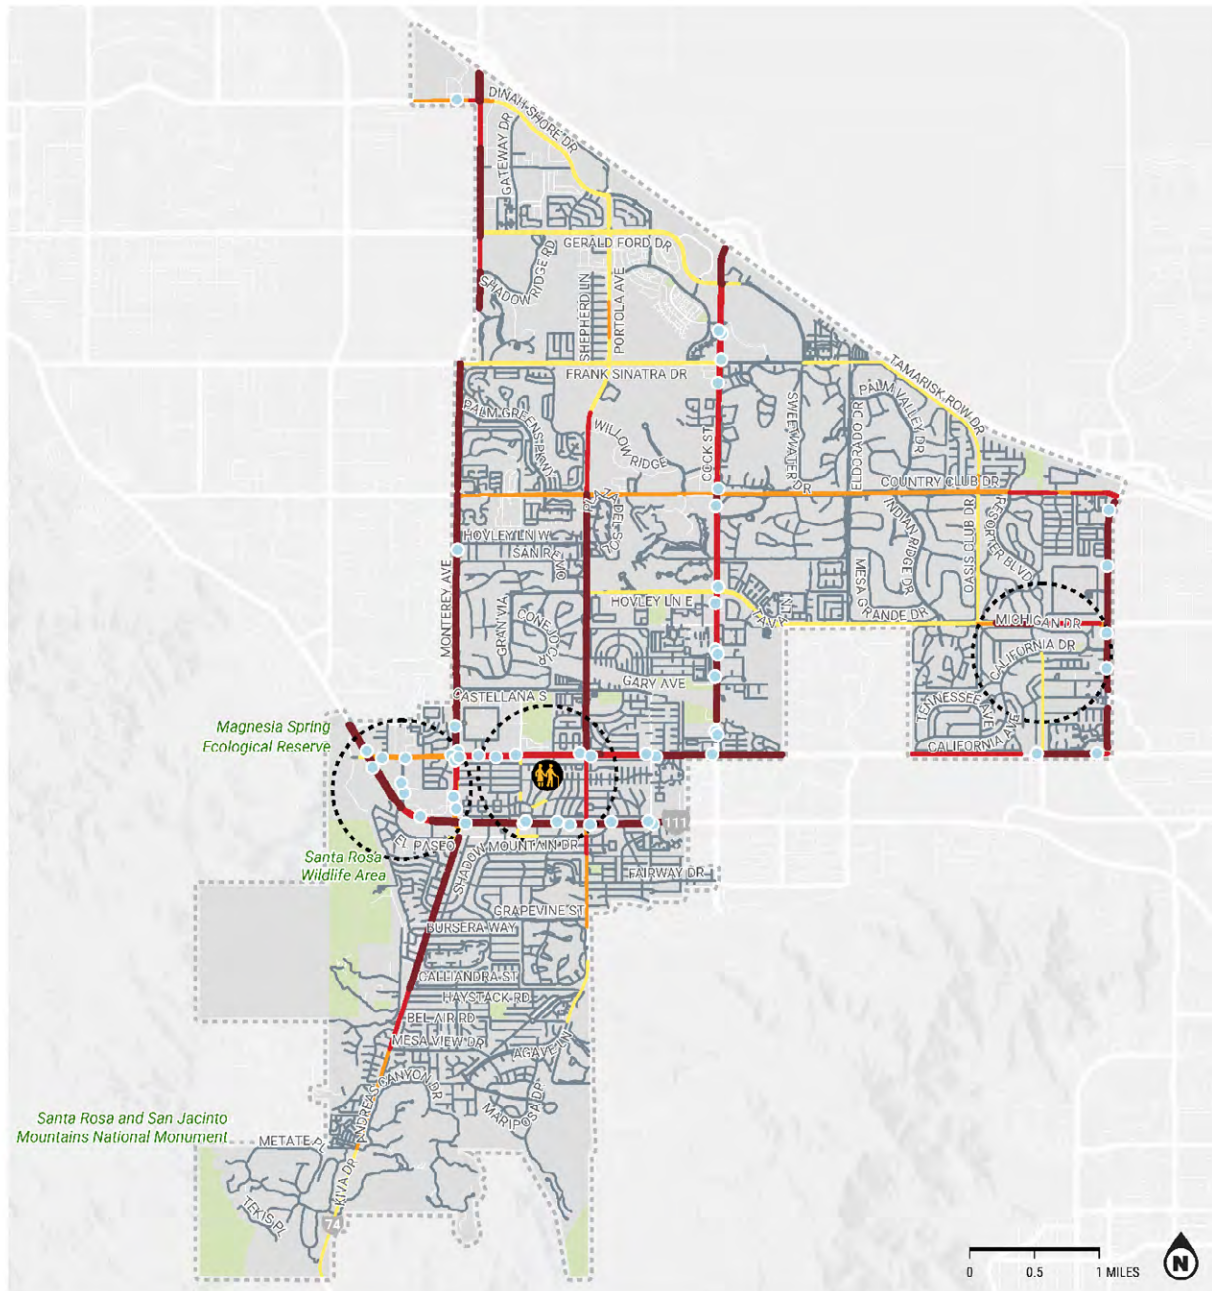 DINAH SHORE DR
GATEWAY DR
GERALD FORD DR
SHADOW RIDGE RD
SHEPHERD LN
PORTOLA AVE
FRANK SINATRA DR
TAMARISK ROW DR
PALM VALLEY DR
ELDORADO DR
SWEETWATER DR
PALM GREENS PKWY
WILLOW RIDGE
COOK ST
COUNTRY CLUB DR
PLAZA DEL SOL
RESORTER BLVD
INDIAN RIDGE DR
OASIS CLUB DR
HOVLEY LN W
MONTEREY AVE
GRAN VIA
CONEJO CIR
HOVLEY LN E
MESA GRANDE DR
MICHIGAN DR
CALIFORNIA DR
GARY AVE
CASTELLANA S
TENNESSEE AVE
CALIFORNIA AVE
Magnesia Spring
Ecological Reserve
111
EL PASEO
SHADOW MOUNTAIN DR
Santa Rosa
Wildlife Area
FAIRWAY DR
GRAPEVINE ST
BURSERA WAY
CALLIANDRA ST
HAYSTACK RD
BEL AIR RD
MESA VIEW DR
AGAVE LN
ANDREAS CANYON DR
MARIPOSA DR
Santa Rosa and San Jacinto
Mountains National Monument
METATE PL
KIVA DR
TEKIS PL
74
0 0.5 1 MILES
N